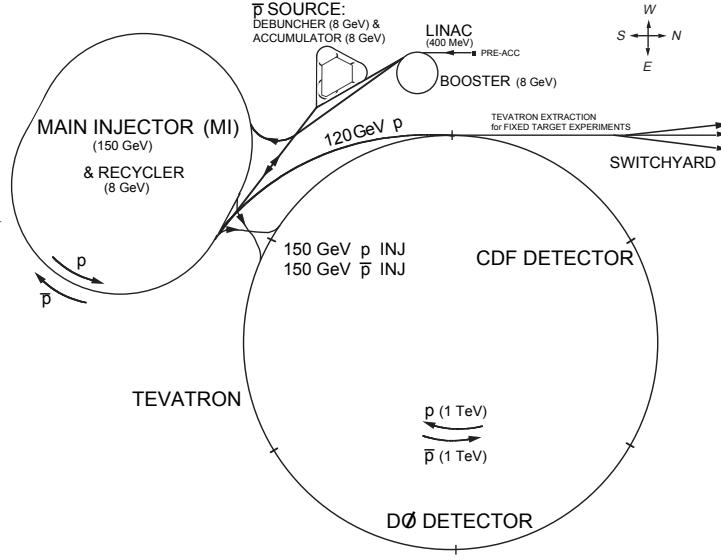 p̅ SOURCE:
DEBUNCHER (8 GeV) &
ACCUMULATOR (8 GeV)
LINAC
(400 MeV)
PRE-ACC
BOOSTER (8 GeV)
W
S N
E
MAIN INJECTOR (MI)
(150 GeV)
& RECYCLER
(8 GeV)
120 GeV p
TEVATRON EXTRACTION
for FIXED TARGET EXPERIMENTS
SWITCHYARD
150 GeV p INJ
150 GeV p̅ INJ
CDF DETECTOR
p
p̅
TEVATRON
p (1 TeV)
p̅ (1 TeV)
DØ DETECTOR